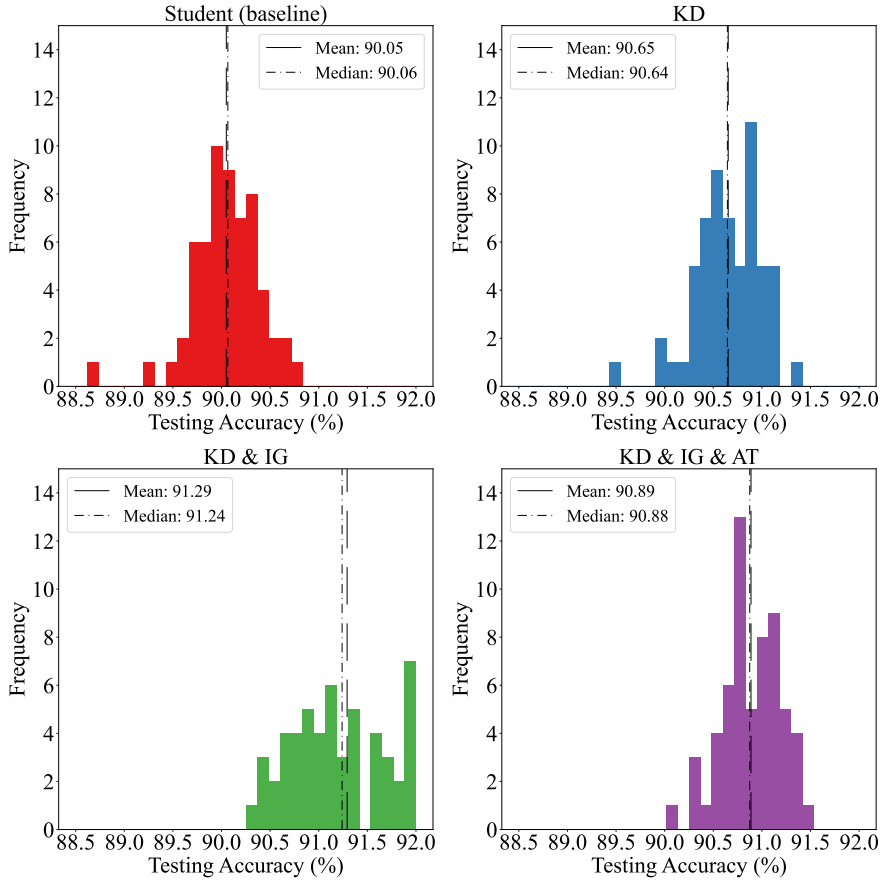 Student (baseline)
14
12
10
8
6
4
2
0
Frequency
Mean: 90.05
Median: 90.06
88.5 89.0 89.5 90.0 90.5 91.0 91.5 92.0
Testing Accuracy (%)
KD
14
12
10
8
6
4
2
0
Frequency
Mean: 90.65
Median: 90.64
88.5 89.0 89.5 90.0 90.5 91.0 91.5 92.0
Testing Accuracy (%)
KD & IG
14
12
10
8
6
4
2
0
Frequency
Mean: 91.29
Median: 91.24
88.5 89.0 89.5 90.0 90.5 91.0 91.5 92.0
Testing Accuracy (%)
KD & IG & AT
14
12
10
8
6
4
2
0
Frequency
Mean: 90.89
Median: 90.88
88.5 89.0 89.5 90.0 90.5 91.0 91.5 92.0
Testing Accuracy (%)